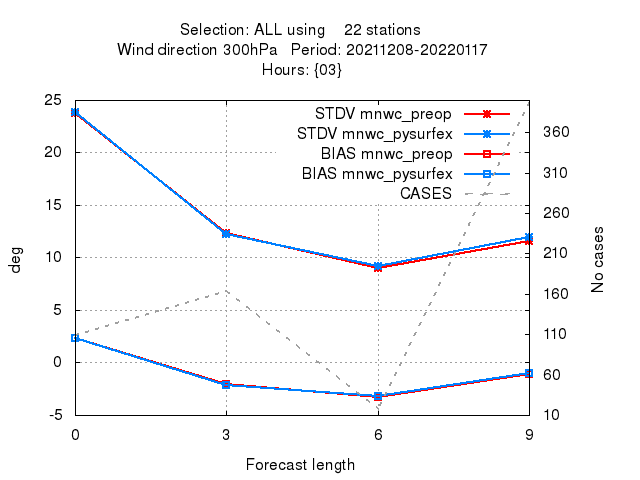 Selection: ALL using 22 stations
Wind direction 300hPa Period: 20211208-20220117
Hours: {03}
STDV mnwc_preop
STDV mnwc_pysurfex
BIAS mnwc_preop
BIAS mnwc_pysurfex
CASES
25
20
15
10
5
0
-5
deg
360
310
260
210
160
110
60
10
No cases
0 3 6 9
Forecast length